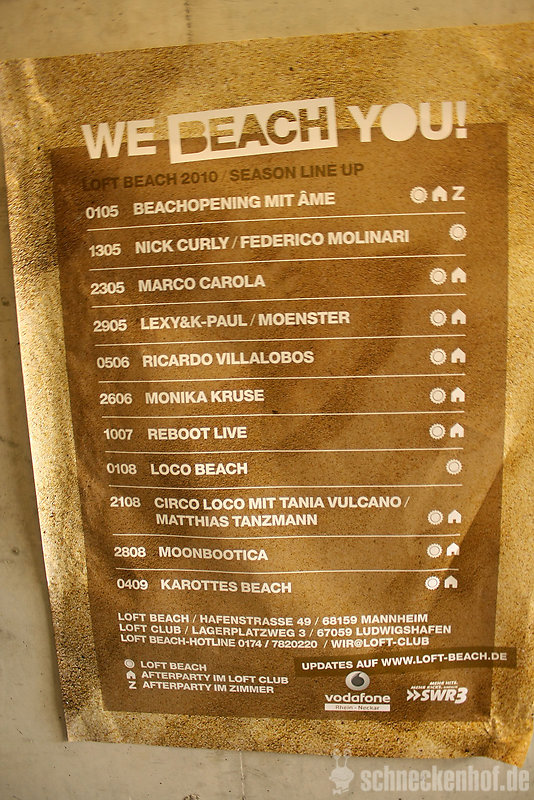 WE BEACH YOU!
LOFT BEACH 2010 / SEASON LINE UP
0105 BEACHOPENING MIT ÂME Z
1305 NICK CURLY / FEDERICO MOLINARI
2305 MARCO CAROLA
2905 LEXY&K-PAUL / MOENSTER
0506 RICARDO VILLALOBOS
2606 MONIKA KRUSE
1007 REBOOT LIVE
0108 LOCO BEACH
2108 CIRCO LOCO MIT TANIA VULCANO /
MATTHIAS TANZMANN
2808 MOONBOOTICA
0409 KAROTTES BEACH
LOFT BEACH / HAFENSTRASSE 49 / 68159 MANNHEIM
LOFT CLUB / LAGERPLATZWEG 3 / 67059 LUDWIGSHAFEN
LOFT BEACH-HOTLINE 0174 / 7820220 / WIR@LOFT-CLUB
UPDATES AUF WWW.LOFT-BEACH.DE
LOFT BEACH
AFTERPARTY IM LOFT CLUB
Z AFTERPARTY IM ZIMMER
vodafone
Rhein - Neckar
MEHR HITS.
MEHR KICKS.
SWR3
schneckenhof.de